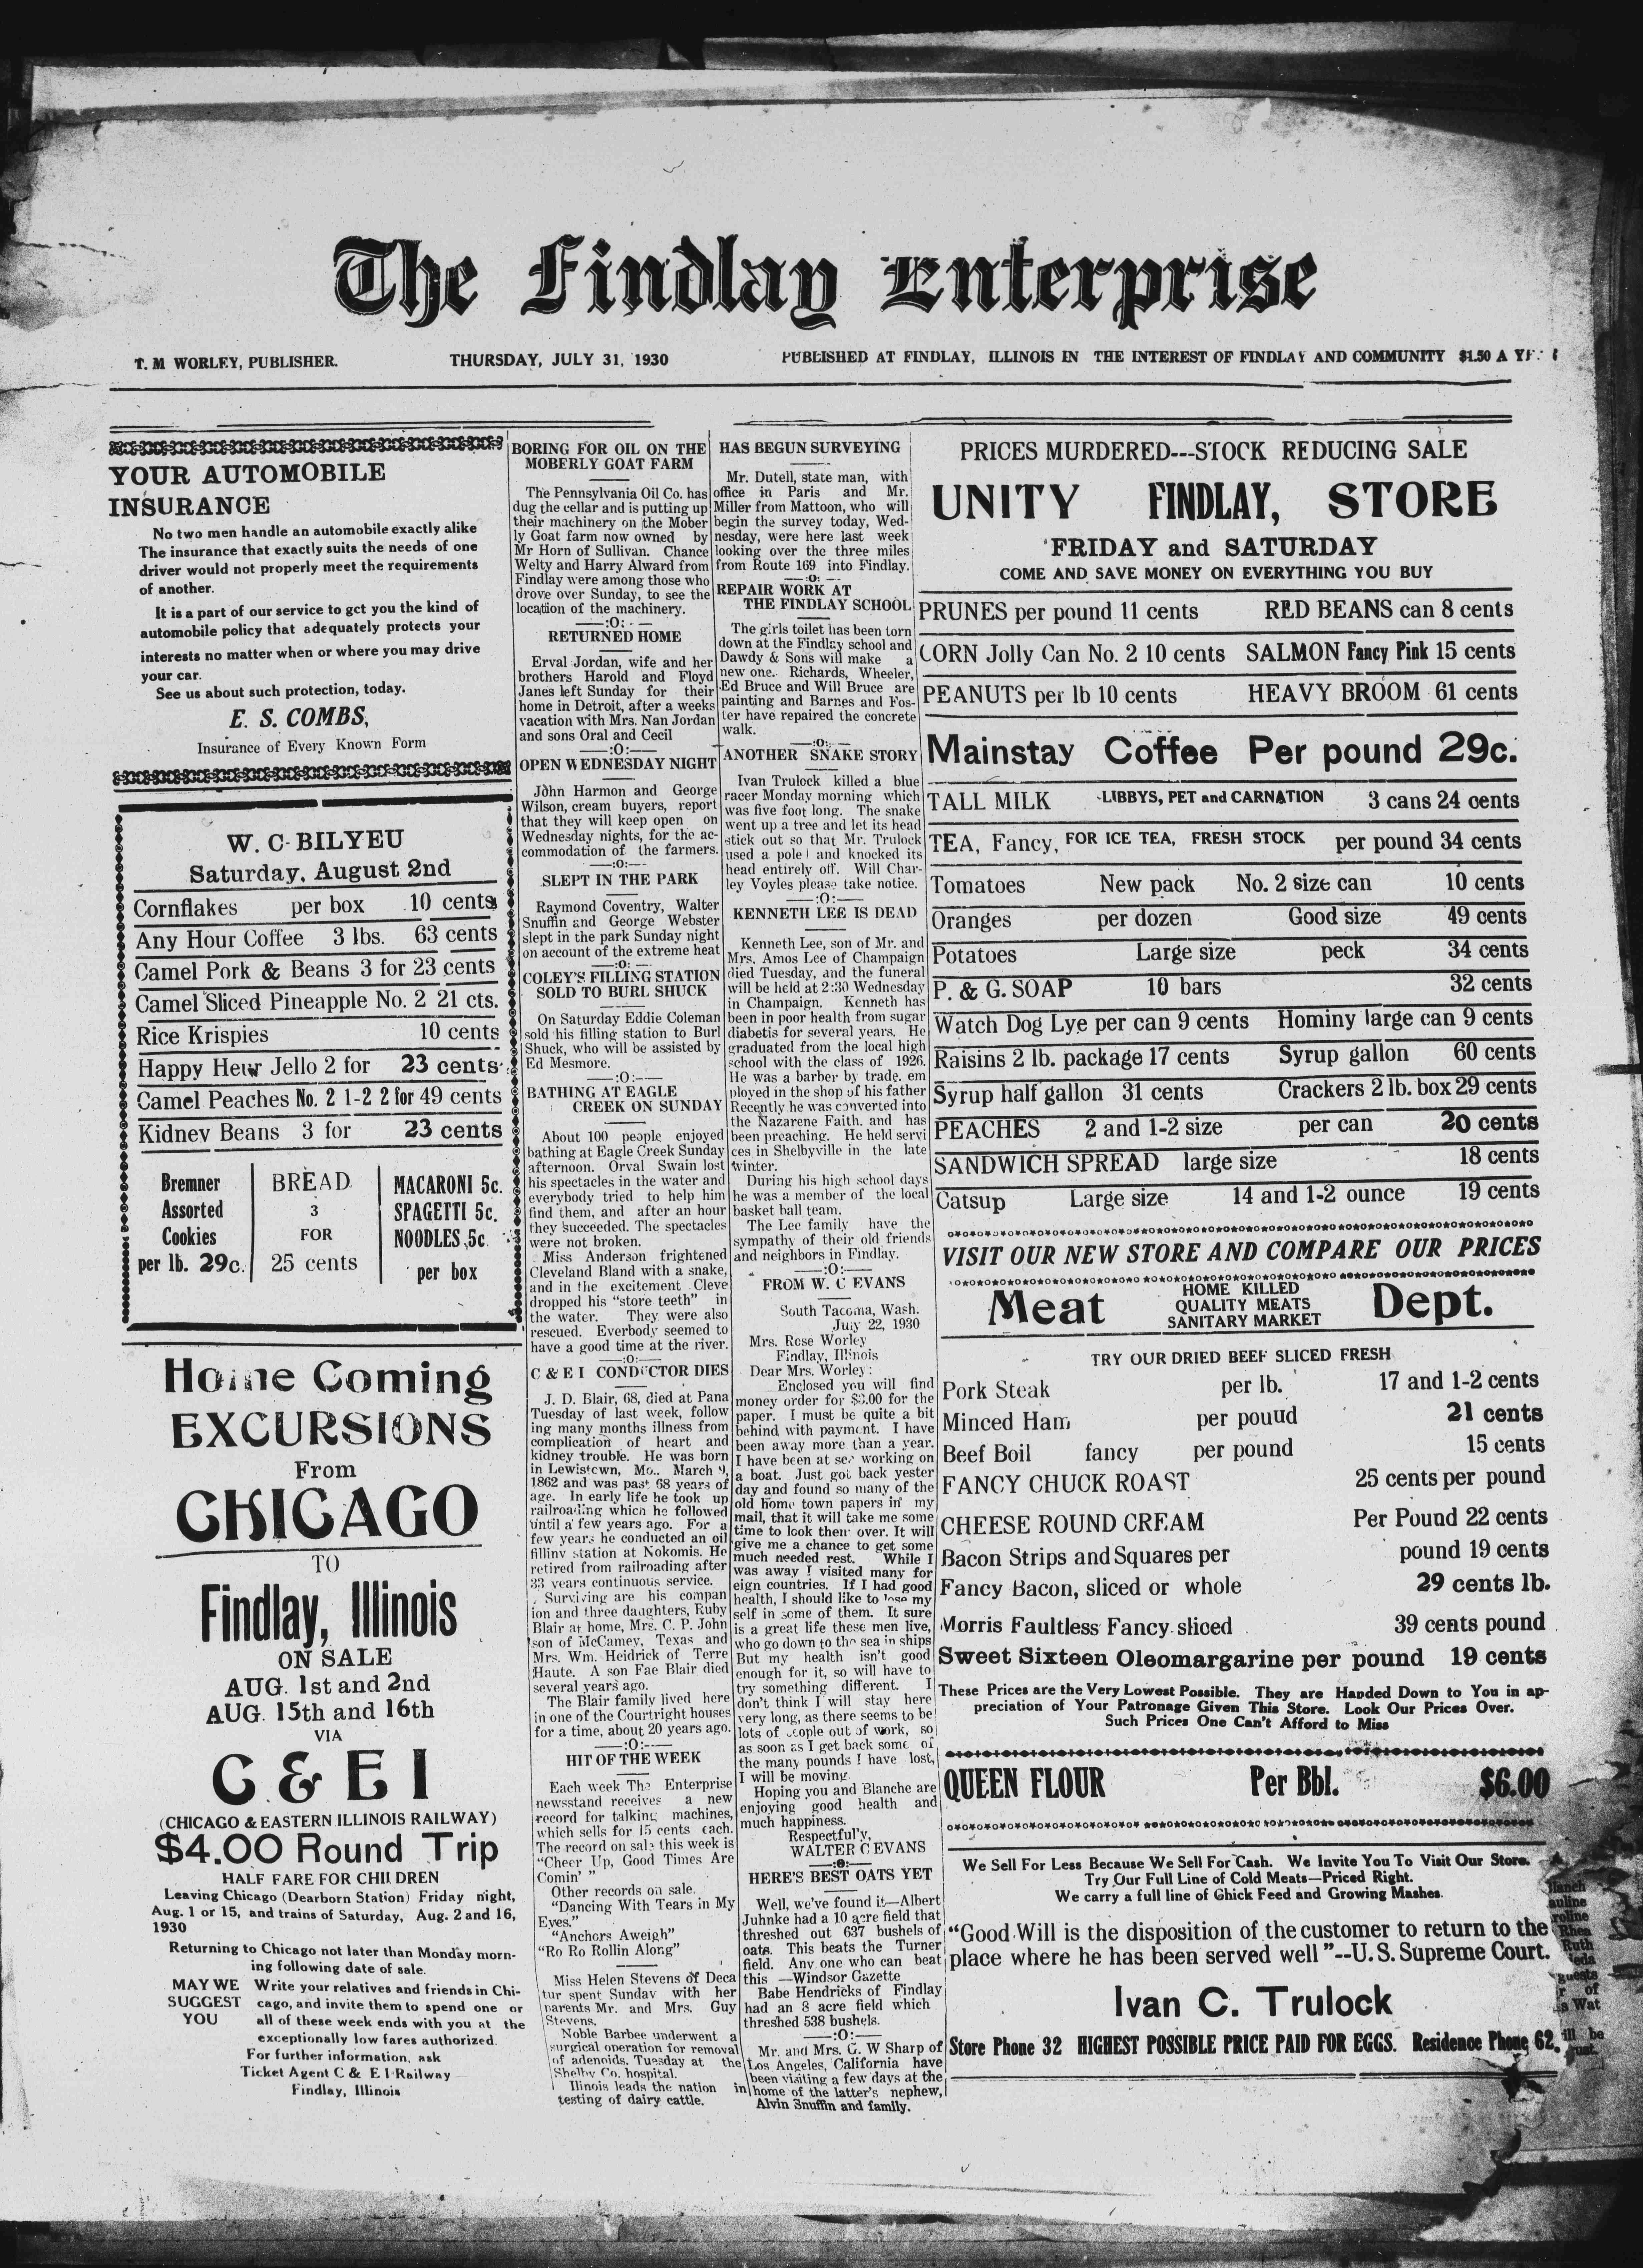 The Findlay Enterprise
T. M WORLEY, PUBLISHER.
THURSDAY, JULY 31, 1930
PUBLISHED AT FINDLAY, ILLINOIS IN THE INTEREST OF FINDLAY AND COMMUNITY $1.50 A
YOUR AUTOMOBILE
INSURANCE
No two men handle an automobile exactly alike
The insurance that exactly suits the needs of one
driver would not properly meet the requirements
of another.
It is a part of our service to get you the kind of
automobile policy that adequately protects your
interests no matter when or where you may drive
your car.
See us about such protection, today.
E. S. COMBS,
Insurance of Every Known Form
W. C- BILYEU
Saturday, August 2nd
Cornflakes per box 10 cents
Any Hour Coffee 3 lbs. 63 cents
Camel Pork & Beans 3 for 23 cents
Camel Sliced Pineapple No. 2 21 cts.
Rice Krispies 10 cents
Happy Hew Jello 2 for 23 cents
Camel Peaches No. 2 1-2 2 for 49 cents
Kidney Beans 3 for 23 cents
Bremner
Assorted
Cookies
per lb. 29c.
BREAD
3
FOR
25 cents
MACARONI 5c.
SPAGETTI 5c.
NOODLES 5c.
per box
Home Coming
EXCURSIONS
From
CHICAGO
TO
Findlay, Illinois
ON SALE
AUG. 1st and 2nd
AUG. 15th and 16th
VIA
C & E I
(CHICAGO & EASTERN ILLINOIS RAILWAY)
$4.00 Round Trip
HALF FARE FOR CHILDREN
Leaving Chicago (Dearborn Station) Friday night,
Aug. 1 or 15, and trains of Saturday, Aug. 2 and 16,
1930
Returning to Chicago not later than Monday morn-
ing following date of sale.
MAY WE
SUGGEST
YOU
Write your relatives and friends in Chi-
cago, and invite them to spend one or
all of these week ends with you at the
exceptionally low fares authorized.
For further information, ask
Ticket Agent C & E I Railway
Findlay, Illinois
BORING FOR OIL ON THE
MOBERLY GOAT FARM
The Pennsylvania Oil Co. has
dug the cellar and is putting up
their machinery on the Mober
ly Goat farm now owned by
Mr Horn of Sullivan. Chance
Welty and Harry Alward from
Findlay were among those who
drove over Sunday, to see the
location of the machinery.
—:O:—
RETURNED HOME
Erval Jordan, wife and her
brothers Harold and Floyd
Janes left Sunday for their
home in Detroit, after a weeks
vacation with Mrs. Nan Jordan
and sons Oral and Cecil
—:O:—
OPEN WEDNESDAY NIGHT
John Harmon and George
Wilson, cream buyers, report
that they will keep open on
Wednesday nights, for the ac-
commodation of the farmers.
—:O:—
SLEPT IN THE PARK
Raymond Coventry, Walter
Snuffin and George Webster
slept in the park Sunday night
on account of the extreme heat
—:O:—
COLEY'S FILLING STATION
SOLD TO BURL SHUCK
On Saturday Eddie Coleman
sold his filling station to Burl
Shuck, who will be assisted by
Ed Mesmore.
—:O:—
BATHING AT EAGLE
CREEK ON SUNDAY
About 100 people enjoyed
bathing at Eagle Creek Sunday
afternoon. Orval Swain lost
his spectacles in the water and
everybody tried to help him
find them, and after an hour
they succeeded. The spectacles
were not broken.
Miss Anderson frightened
Cleveland Bland with a snake,
and in the excitement Cleve
dropped his "store teeth" in
the water. They were also
rescued. Everbody seemed to
have a good time at the river.
—:O:—
C & E I CONDUCTOR DIES
J. D. Blair, 68, died at Pana
Tuesday of last week, follow
ing many months illness from
complication of heart and
kidney trouble. He was born
in Lewistown, Mo., March 9,
1862 and was past 68 years of
age. In early life he took up
railroading which he followed
until a few years ago. For a
few years he conducted an oil
fillinv station at Nokomis. He
retired from railroading after
33 years continuous service.
Surviving are his compan
ion and three daughters, Ruby
Blair at home, Mrs. C. P. John
son of McCamey, Texas and
Mrs. Wm. Heidrick of Terre
Haute. A son Fae Blair died
several years ago.
The Blair family lived here
in one of the Courtright houses
for a time, about 20 years ago.
—:O:—
HIT OF THE WEEK
Each week The Enterprise
newsstand receives a new
record for talking machines,
which sells for 15 cents each.
The record on sale this week is
"Cheer Up, Good Times Are
Comin' "
Other records on sale.
"Dancing With Tears in My
Eyes."
"Anchors Aweigh"
"Ro Ro Rollin Along"
Miss Helen Stevens of Deca
tur spent Sunday with her
parents Mr. and Mrs. Guy
Stevens.
Noble Barbee underwent a
surgical operation for removal
of adenoids, Tuesday at the
Shelby Co. hospital.
Ilinois leads the nation in
testing of dairy cattle.
HAS BEGUN SURVEYING
Mr. Dutell, state man, with
office in Paris and Mr.
Miller from Mattoon, who will
begin the survey today, Wed-
nesday, were here last week
looking over the three miles
from Route 169 into Findlay.
—:O:—
REPAIR WORK AT
THE FINDLAY SCHOOL
The girls toilet has been torn
down at the Findlay school and
Dawdy & Sons will make a
new one. Richards, Wheeler,
Ed Bruce and Will Bruce are
painting and Barnes and Fos-
ter have repaired the concrete
walk.
—:O:—
ANOTHER SNAKE STORY
Ivan Trulock killed a blue
racer Monday morning which
was five foot long. The snake
went up a tree and let its head
stick out so that Mr. Trulock
used a pole and knocked its
head entirely off. Will Char-
ley Voyles please take notice.
—:O:—
KENNETH LEE IS DEAD
Kenneth Lee, son of Mr. and
Mrs. Amos Lee of Champaign
died Tuesday, and the funeral
will be held at 2:30 Wednesday
in Champaign. Kenneth has
been in poor health from sugar
diabetis for several years. He
graduated from the local high
school with the class of 1926.
He was a barber by trade, em
ployed in the shop of his father
Recently he was converted into
the Nazarene Faith, and has
been preaching. He held servi
ces in Shelbyville in the late
winter.
During his high school days
he was a member of the local
basket ball team.
The Lee family have the
sympathy of their old friends
and neighbors in Findlay.
—:O:—
FROM W. C EVANS
South Tacoma, Wash.
July 22, 1930
Mrs. Rose Worley
Findlay, Illinois
Dear Mrs. Worley:
Enclosed you will find
money order for $3.00 for the
paper. I must be quite a bit
behind with payment. I have
been away more than a year.
I have been at sea working on
a boat. Just got back yester
day and found so many of the
old home town papers in my
mail, that it will take me some
time to look them over. It will
give me a chance to get some
much needed rest. While I
was away I visited many for
eign countries. If I had good
health, I should like to lose my
self in some of them. It sure
is a great life these men live,
who go down to the sea in ships
But my health isn't good
enough for it, so will have to
try something different. I
don't think I will stay here
very long, as there seems to be
lots of people out of work, so
as soon as I get back some of
the many pounds I have lost,
I will be moving.
Hoping you and Blanche are
enjoying good health and
much happiness.
Respectful'y,
WALTER C EVANS
—:O:—
HERE'S BEST OATS YET
Well, we've found it—Albert
Juhnke had a 10 acre field that
threshed out 637 bushels of
oats. This beats the Turner
field. Any one who can beat
this —Windsor Gazette
Babe Hendricks of Findlay
had an 8 acre field which
threshed 538 bushels.
—:O:—
Mr. and Mrs. G. W Sharp of
Los Angeles, California have
been visiting a few days at the
home of the latter's nephew,
Alvin Snuffin and family.
PRICES MURDERED---STOCK REDUCING SALE
UNITY FINDLAY, STORE
FRIDAY and SATURDAY
COME AND SAVE MONEY ON EVERYTHING YOU BUY
PRUNES per pound 11 cents RED BEANS can 8 cents
CORN Jolly Can No. 2 10 cents SALMON Fancy Pink 15 cents
PEANUTS per lb 10 cents HEAVY BROOM 61 cents
Mainstay Coffee Per pound 29c.
TALL MILK LIBBYS, PET and CARNATION 3 cans 24 cents
TEA, Fancy, FOR ICE TEA, FRESH STOCK per pound 34 cents
Tomatoes New pack No. 2 size can 10 cents
Oranges per dozen Good size 49 cents
Potatoes Large size peck 34 cents
P. & G. SOAP 10 bars 32 cents
Watch Dog Lye per can 9 cents Hominy large can 9 cents
Raisins 2 lb. package 17 cents Syrup gallon 60 cents
Syrup half gallon 31 cents Crackers 2 lb. box 29 cents
PEACHES 2 and 1-2 size per can 20 cents
SANDWICH SPREAD large size 18 cents
Catsup Large size 14 and 1-2 ounce 19 cents
VISIT OUR NEW STORE AND COMPARE OUR PRICES
Meat HOME KILLED
QUALITY MEATS
SANITARY MARKET Dept.
TRY OUR DRIED BEEF SLICED FRESH
Pork Steak per lb. 17 and 1-2 cents
Minced Ham per pouud 21 cents
Beef Boil fancy per pound 15 cents
FANCY CHUCK ROAST 25 cents per pound
CHEESE ROUND CREAM Per Pound 22 cents
Bacon Strips and Squares per pound 19 cents
Fancy Bacon, sliced or whole 29 cents lb.
Morris Faultless Fancy sliced 39 cents pound
Sweet Sixteen Oleomargarine per pound 19 cents
These Prices are the Very Lowest Possible. They are Handed Down to You in ap-
preciation of Your Patronage Given This Store. Look Our Prices Over.
Such Prices One Can't Afford to Miss
QUEEN FLOUR Per Bbl. $6.00
We Sell For Less Because We Sell For Cash. We Invite You To Visit Our Store.
Try Our Full Line of Cold Meats—Priced Right.
We carry a full line of Chick Feed and Growing Mashes.
"Good Will is the disposition of the customer to return to the
place where he has been served well"--U. S. Supreme Court.
Ivan C. Trulock
Store Phone 32 HIGHEST POSSIBLE PRICE PAID FOR EGGS. Residence Phone 62.